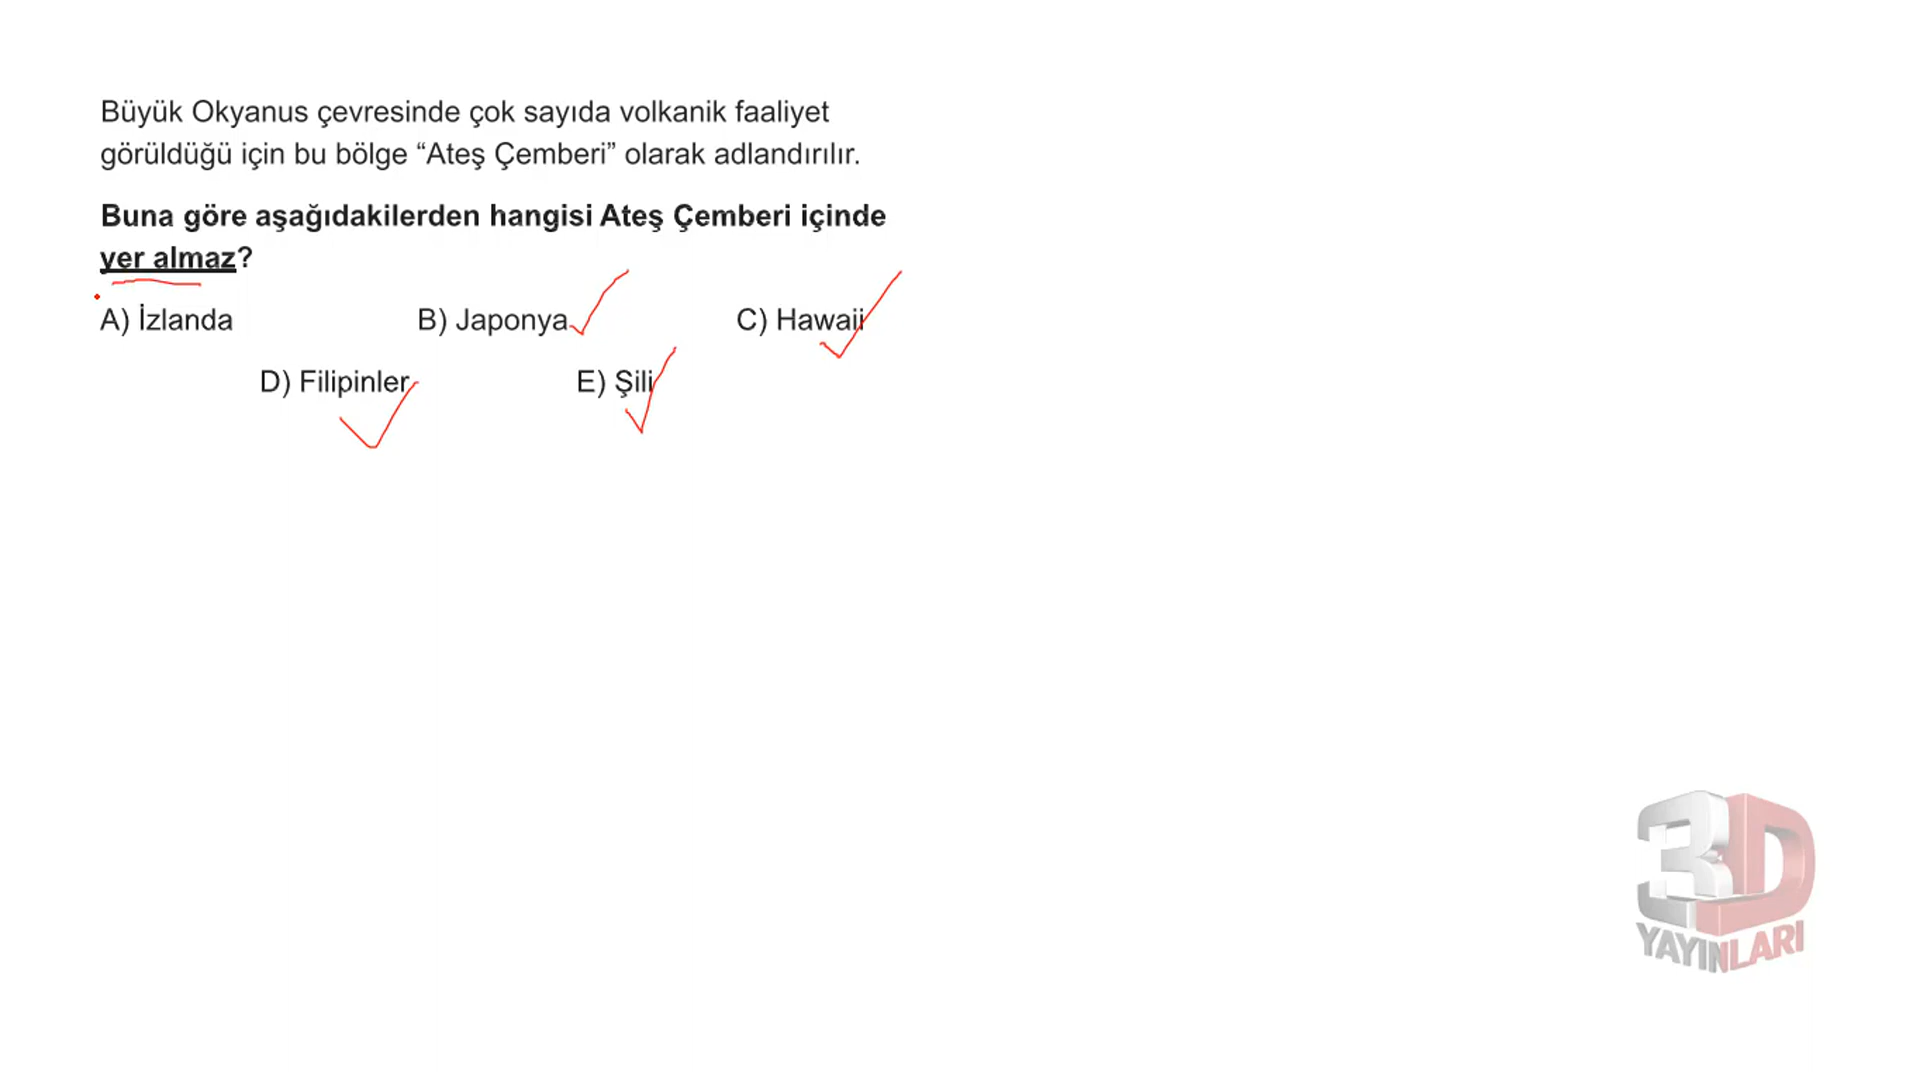 Büyük Okyanus çevresinde çok sayıda volkanik faaliyet
görüldüğü için bu bölge “Ateş Çemberi” olarak adlandırılır.
Buna göre aşağıdakilerden hangisi Ateş Çemberi içinde
yer almaz?
A) İzlanda B) Japonya C) Hawaii
D) Filipinler E) Şili
3D
YAYINLARI